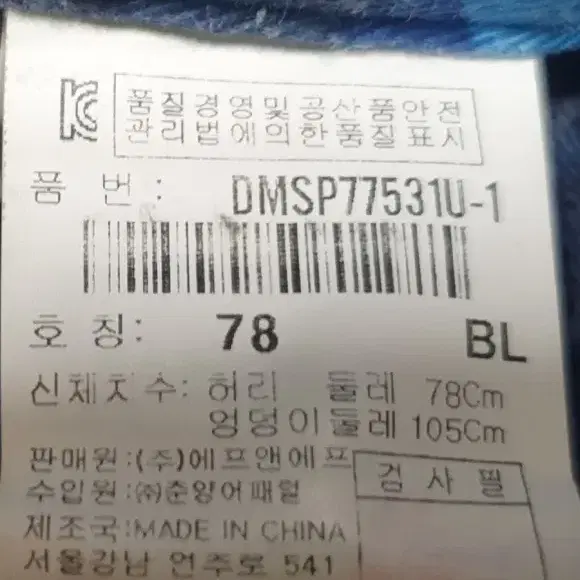 품질경영및공산품안전
관리법에의한품질표시
품 번 : DMSP77531U-1
호 칭: 78 BL
신체치수: 허리 둘레 78Cm
엉덩이둘레 105Cm
판매원:(주)에프앤에프
수입원:㈜춘양어패럴
검 사 필
제조국:MADE IN CHINA
서울강남 언주로 541